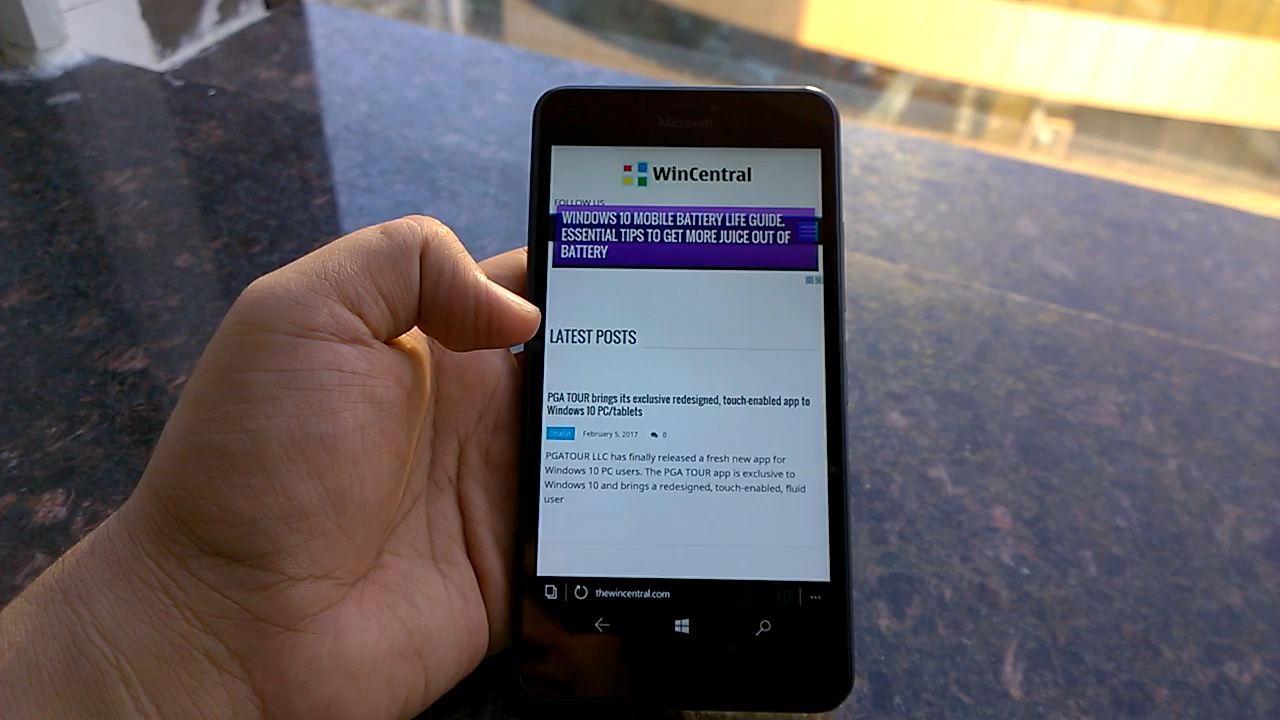 Microsoft
WinCentral
FOLLOW US
WINDOWS 10 MOBILE BATTERY LIFE GUIDE.
ESSENTIAL TIPS TO GET MORE JUICE OUT OF
BATTERY
LATEST POSTS
PGA TOUR brings its exclusive redesigned, touch-enabled app to
Windows 10 PC/tablets
February 5, 2017 0
PGATOUR LLC has finally released a fresh new app for
Windows 10 PC users. The PGA TOUR app is exclusive to
Windows 10 and brings a redesigned, touch-enabled, fluid
user
thewincentral.com